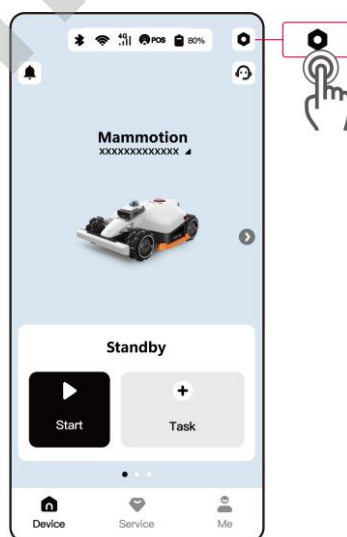 4G POS 80%
Mammotion
XXXXXXXXXXXXX
Standby
Start Task
Device Service Me